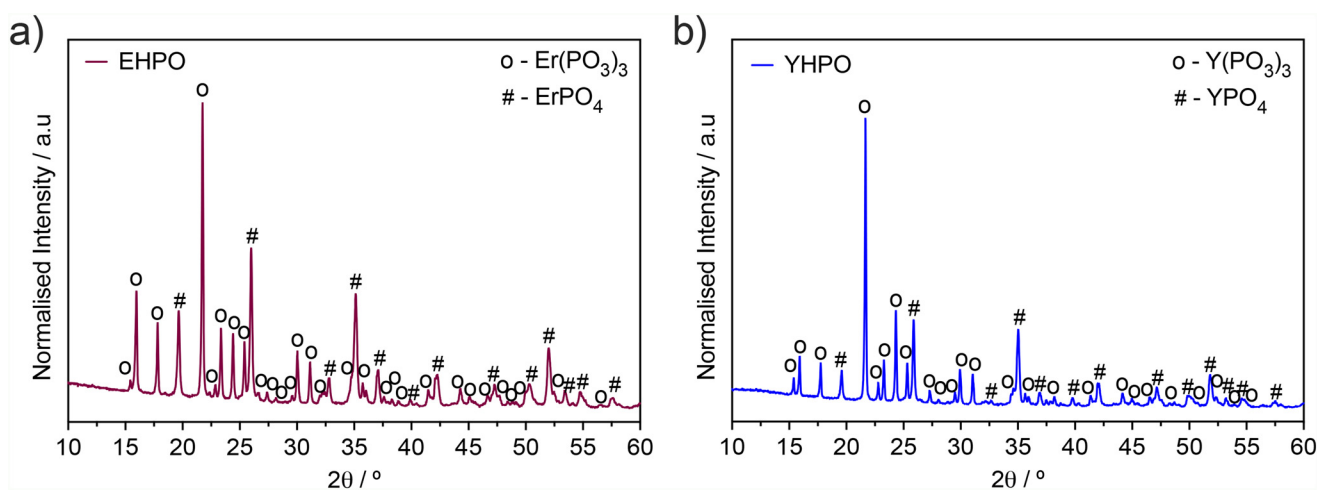 a)
EHPO
o - Er(PO₃)₃
# - ErPO₄
Normalised Intensity / a.u
10 15 20 25 30 35 40 45 50 55 60
2θ / º
b)
YHPO
o - Y(PO₃)₃
# - YPO₄
Normalised Intensity / a.u
10 15 20 25 30 35 40 45 50 55 60
2θ / º